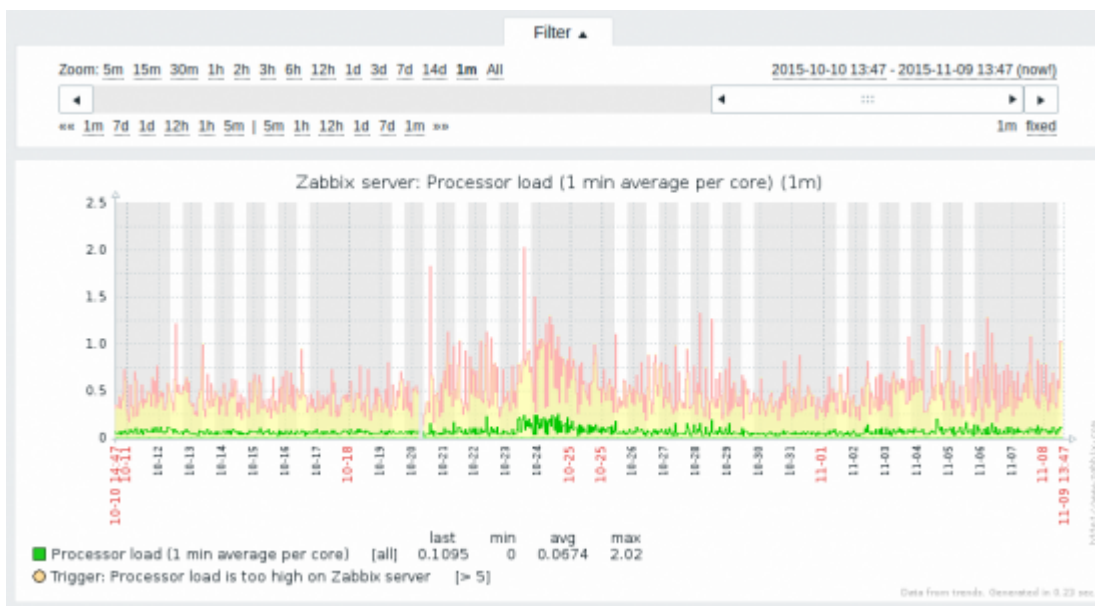 Filter ▲
Zoom: 5m 15m 30m 1h 2h 3h 6h 12h 1d 3d 7d 14d 1m All 2015-10-10 13:47 - 2015-11-09 13:47 (now!)
«« 1m 7d 1d 12h 1h 5m | 5m 1h 12h 1d 7d 1m »» 1m fixed
Zabbix server: Processor load (1 min average per core) (1m)
2.5
2.0
1.5
1.0
0.5
0
10-10 14:47 10-11 10-12 10-13 10-14 10-15 10-16 10-17 10-18 10-19 10-20 10-21 10-22 10-23 10-24 10-25 10-25 10-26 10-27 10-28 10-29 10-30 10-31 11-01 11-02 11-03 11-04 11-05 11-06 11-07 11-08 11-09 13:47
last min avg max
Processor load (1 min average per core) [all] 0.1095 0 0.0674 2.02
Trigger: Processor load is too high on Zabbix server [> 5]
Data from trends. Generated in 0.23 sec.